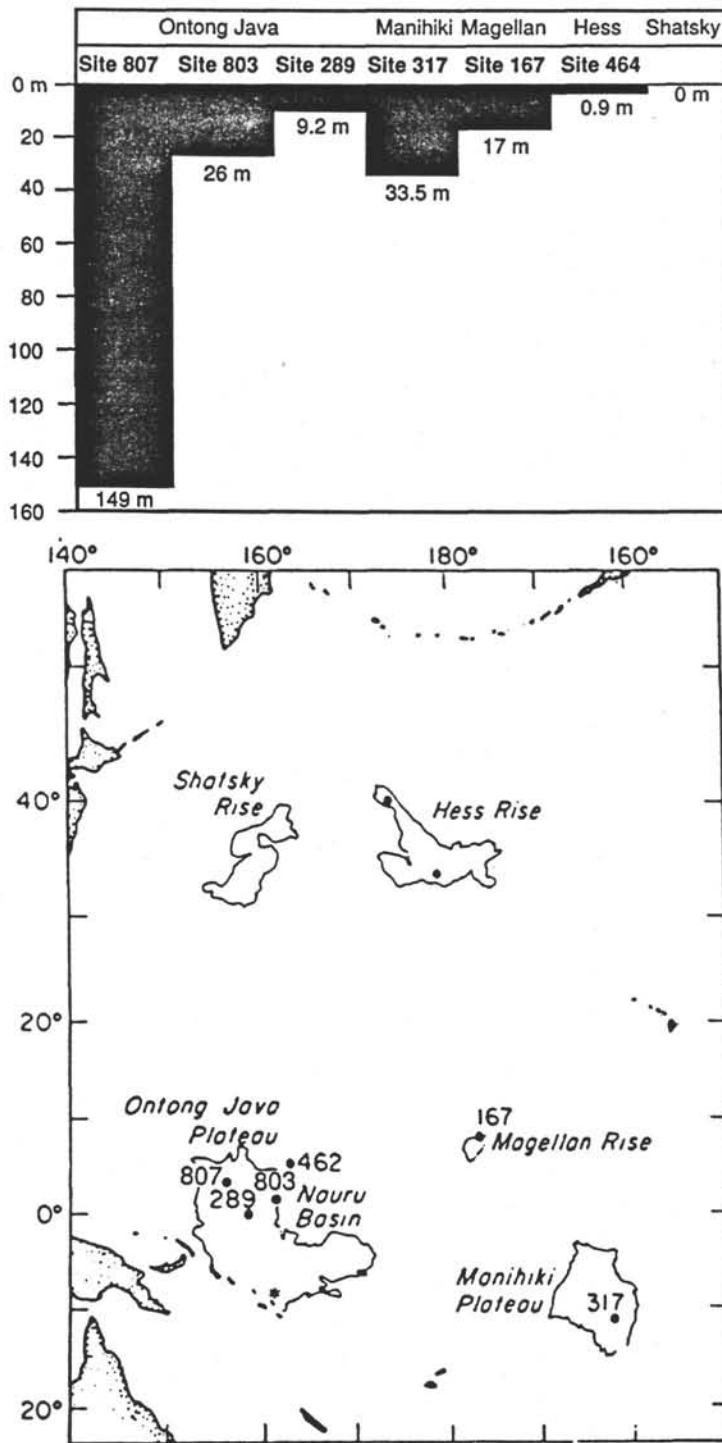 Ontong Java Manihiki Magellan Hess Shatsky
Site 807 Site 803 Site 289 Site 317 Site 167 Site 464
0 m
20
40
60
80
100
120
140
160
149 m
26 m
9.2 m
33.5 m
17 m
0.9 m
0 m
140° 160° 180° 160°
40°
20°
0°
20°
Shatsky
Rise
Hess Rise
Ontong Java
Plateau
462
807
803
289
Nauru
Basin
*
167
Magellan Rise
Manihiki
Plateau
317